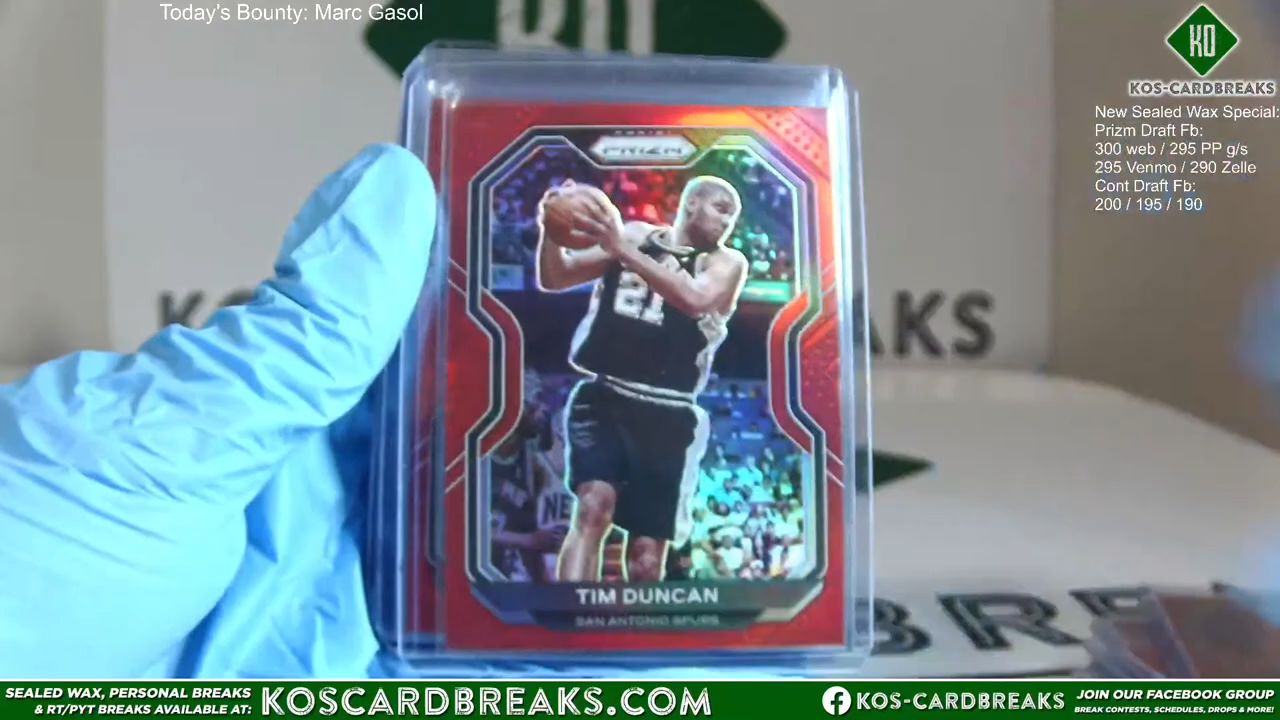 Today's Bounty: Marc Gasol
KO
KOS-CARDBREAKS
New Sealed Wax Special:
Prizm Draft Fb:
300 web / 295 PP g/s
295 Venmo / 290 Zelle
Cont Draft Fb:
200 / 195 / 190
PRIZM
21
NE
TIM DUNCAN
SAN ANTONIO SPURS
K
AKS
BRE
SEALED WAX, PERSONAL BREAKS
& RT/PYT BREAKS AVAILABLE AT:
KOSCARDBREAKS.COM
KOS-CARDBREAKS
JOIN OUR FACEBOOK GROUP
BREAK CONTESTS, SCHEDULES, DROPS & MORE!